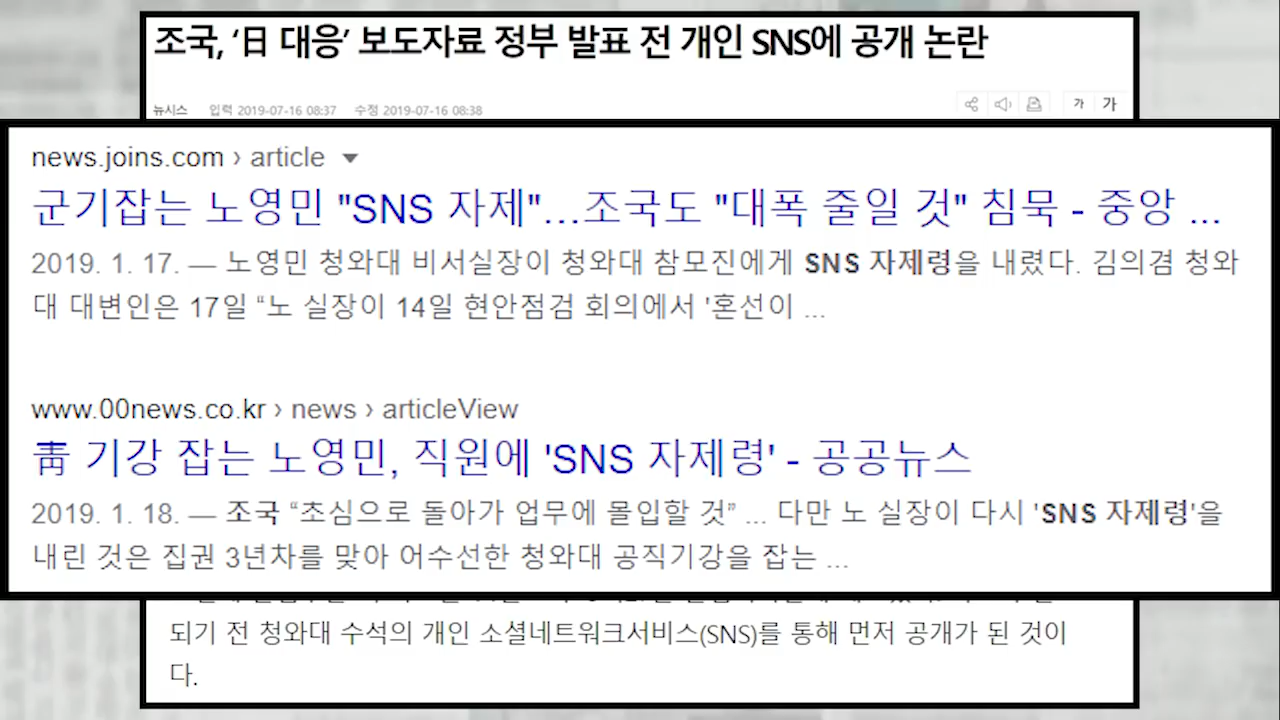 조국, ‘日 대응’ 보도자료 정부 발표 전 개인 SNS에 공개 논란
뉴시스 입력 2019-07-16 08:37 수정 2019-07-16 08:38
가 가
news.joins.com › article
군기잡는 노영민 "SNS 자제"...조국도 "대폭 줄일 것" 침묵 - 중앙 ...
2019. 1. 17. — 노영민 청와대 비서실장이 청와대 참모진에게 SNS 자제령을 내렸다. 김의겸 청와
대 대변인은 17일 “노 실장이 14일 현안점검 회의에서 '혼선이 ...
www.00news.co.kr › news › articleView
靑 기강 잡는 노영민, 직원에 'SNS 자제령' - 공공뉴스
2019. 1. 18. — 조국 “초심으로 돌아가 업무에 몰입할 것” ... 다만 노 실장이 다시 'SNS 자제령'을
내린 것은 집권 3년차를 맞아 어수선한 청와대 공직기강을 잡는 ...
되기 전 청와대 수석의 개인 소셜네트워크서비스(SNS)를 통해 먼저 공개가 된 것이
다.